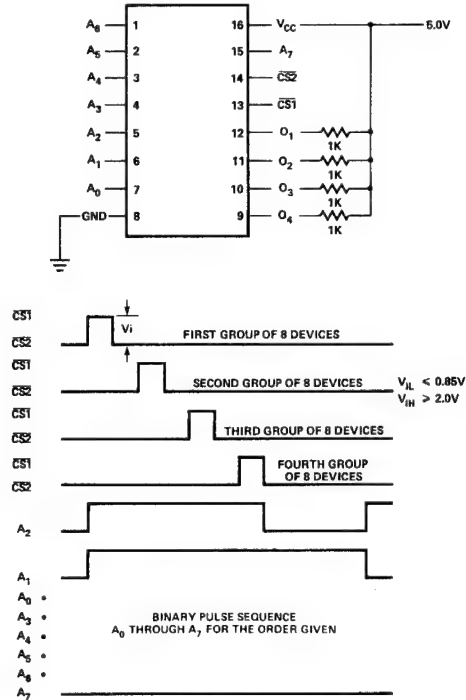 A6 1 16 VCC 5.0V
A5 2 15 A7
A4 3 14 CS2
A3 4 13 CS1
A2 5 12 O1
1K
A1 6 11 O2
1K
A0 7 10 O3
1K
GND 8 9 O4
1K
CS1
Vi
CS2 FIRST GROUP OF 8 DEVICES
CS1
CS2 SECOND GROUP OF 8 DEVICES
VIL < 0.85V
VIH > 2.0V
CS1
CS2 THIRD GROUP OF 8 DEVICES
CS1
FOURTH GROUP
OF 8 DEVICES
CS2
A2
A1
A0 •
A3 •
A4 •
A5 •
A6 •
A7
BINARY PULSE SEQUENCE
A0 THROUGH A7 FOR THE ORDER GIVEN